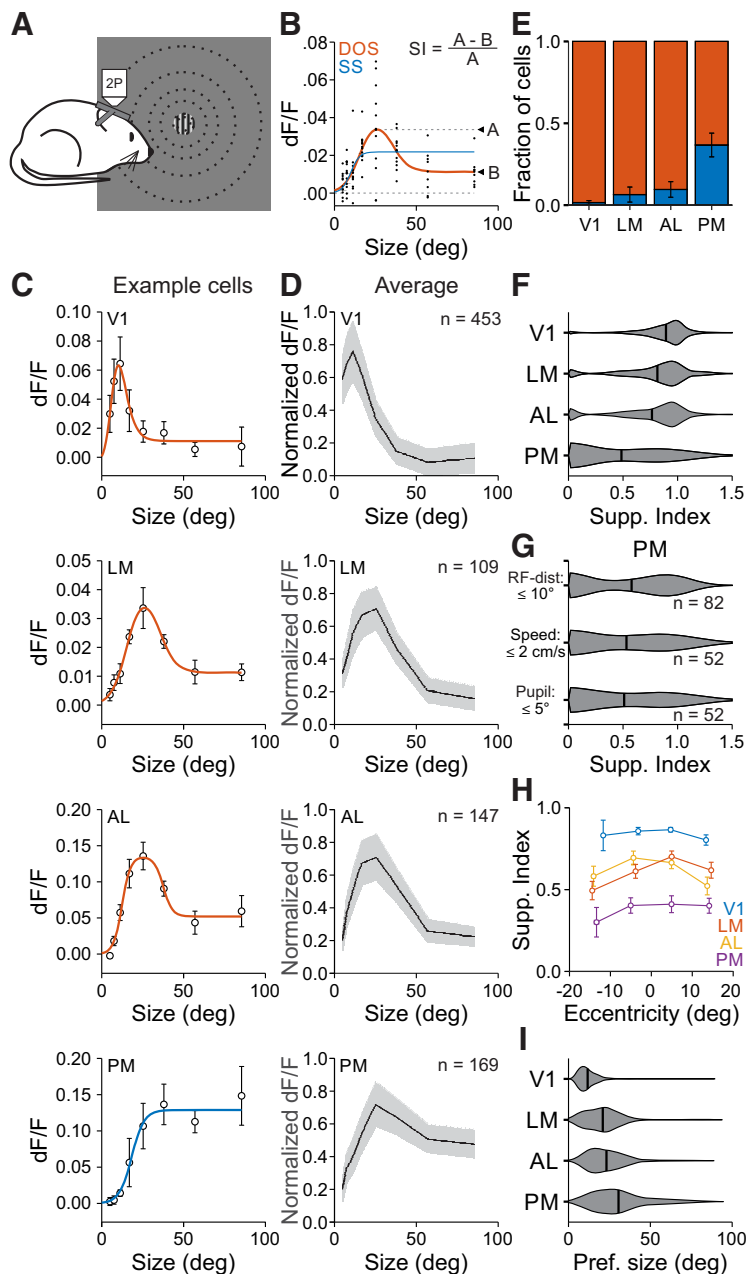 A
2P
B
DOS
SS
SI = A - B
A
dF/F
.08
.06
.04
.02
.00
A
B
0
50
100
Size (deg)
E
Fraction of cells
1.0
0.5
0.0
V1
LM
AL
PM
C
Example cells
V1
dF/F
0.10
0.08
0.06
0.04
0.02
0.00
0
50
100
Size (deg)
LM
dF/F
0.05
0.04
0.03
0.02
0.01
0.00
0
50
100
Size (deg)
AL
dF/F
0.20
0.15
0.10
0.05
0.00
0
50
100
Size (deg)
PM
dF/F
0.20
0.15
0.10
0.05
0.00
0
50
100
Size (deg)
D
Average
V1
n = 453
Normalized dF/F
1.0
0.8
0.6
0.4
0.2
0.0
0
50
100
Size (deg)
LM
n = 109
Normalized dF/F
1.0
0.8
0.6
0.4
0.2
0.0
0
50
100
Size (deg)
AL
n = 147
Normalized dF/F
1.0
0.8
0.6
0.4
0.2
0.0
0
50
100
Size (deg)
PM
n = 169
Normalized dF/F
1.0
0.8
0.6
0.4
0.2
0.0
0
50
100
Size (deg)
F
V1
LM
AL
PM
0
0.5
1.0
1.5
Supp. Index
G
PM
RF-dist:
≤ 10°
n = 82
Speed:
≤ 2 cm/s
n = 52
Pupil:
≤ 5°
n = 52
0
0.5
1.0
1.5
Supp. Index
H
Supp. Index
1.0
0.5
0.0
V1
LM
AL
PM
-20
-10
0
10
20
Eccentricity (deg)
I
V1
LM
AL
PM
0
50
100
Pref. size (deg)